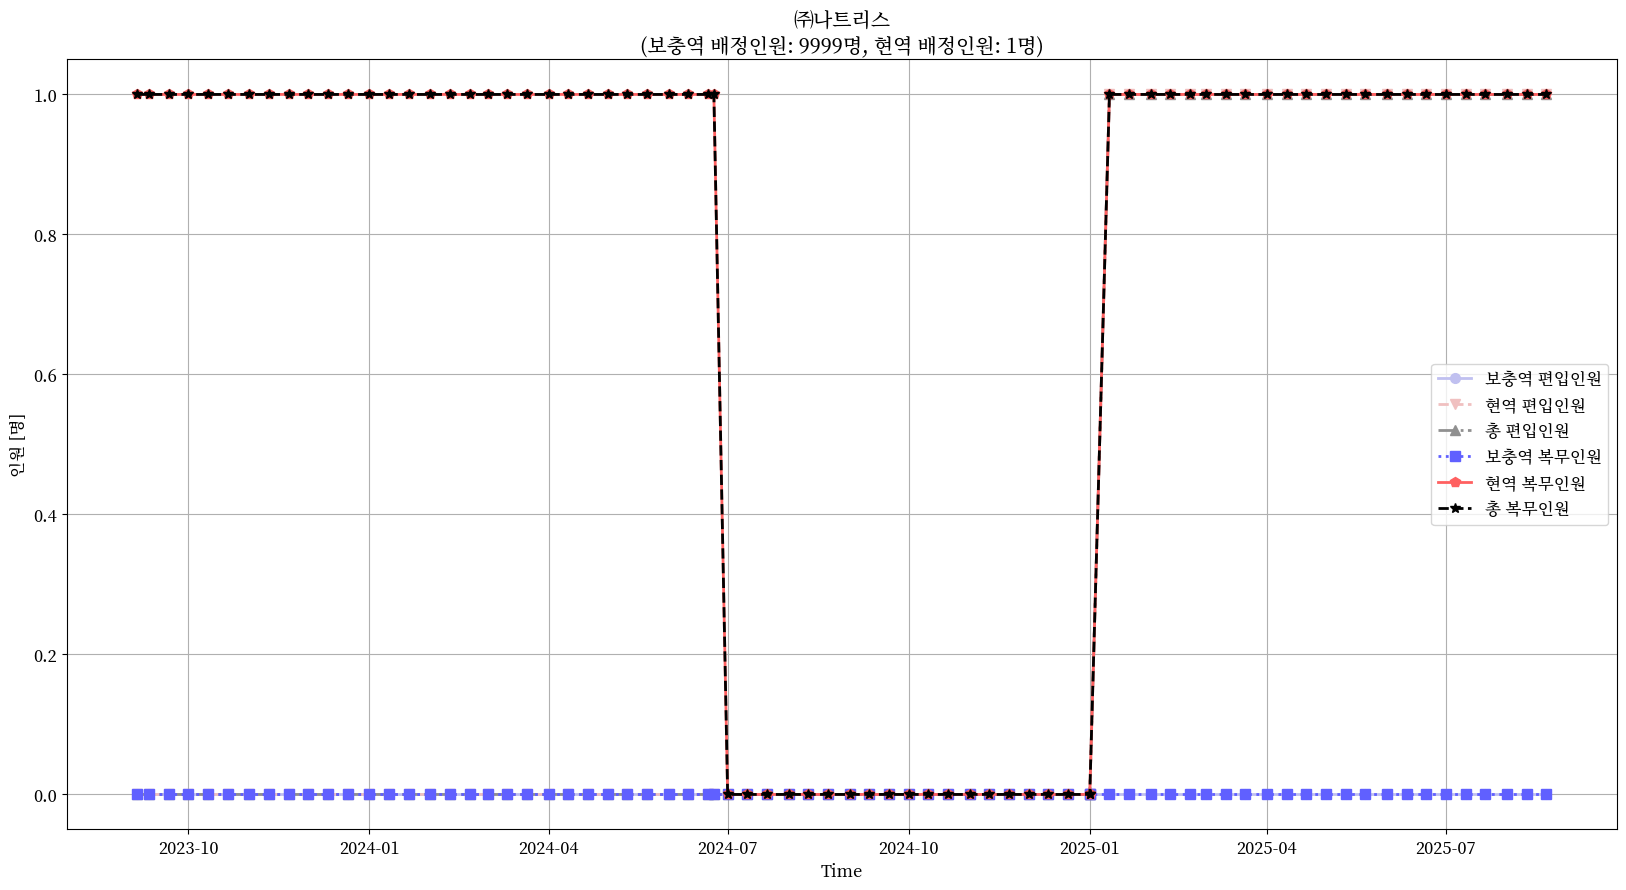 ㈜나트리스
(보충역 배정인원: 9999명, 현역 배정인원: 1명)
인원 [명]
1.0
0.8
0.6
0.4
0.2
0.0
보충역 편입인원
현역 편입인원
총 편입인원
보충역 복무인원
현역 복무인원
총 복무인원
2023-10
2024-01
2024-04
2024-07
2024-10
2025-01
2025-04
2025-07
Time